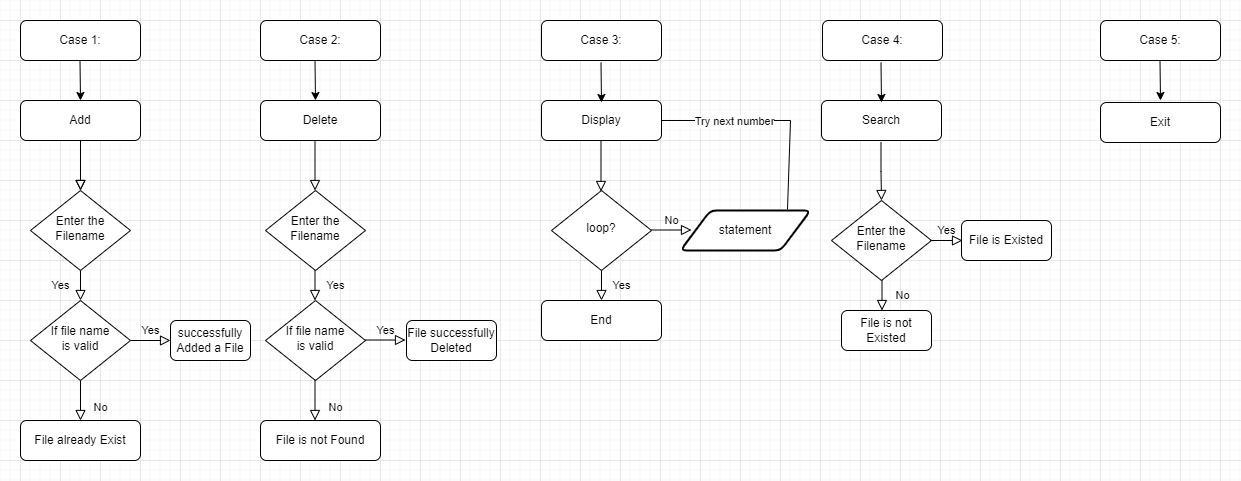 Case 1:
Add
Enter the
Filename
Yes
If file name
is valid
Yes
successfully
Added a File
No
File already Exist
Case 2:
Delete
Enter the
Filename
Yes
If file name
is valid
Yes
File successfully
Deleted
No
File is not Found
Case 3:
Display
Try next number
loop?
No
statement
Yes
End
Case 4:
Search
Enter the
Filename
Yes
File is Existed
No
File is not
Existed
Case 5:
Exit